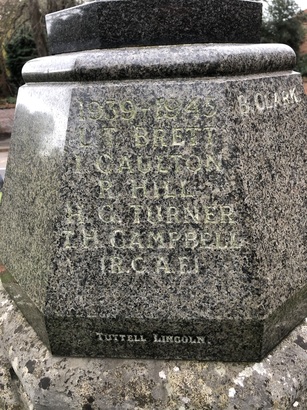 1939-1945
L.T. BRETT
I. CAULTON
R. HILL
H. G. TURNER
T. H. CAMPBELL
(R.C.A.F.)
B. CLARK
TUTTELL LINCOLN.